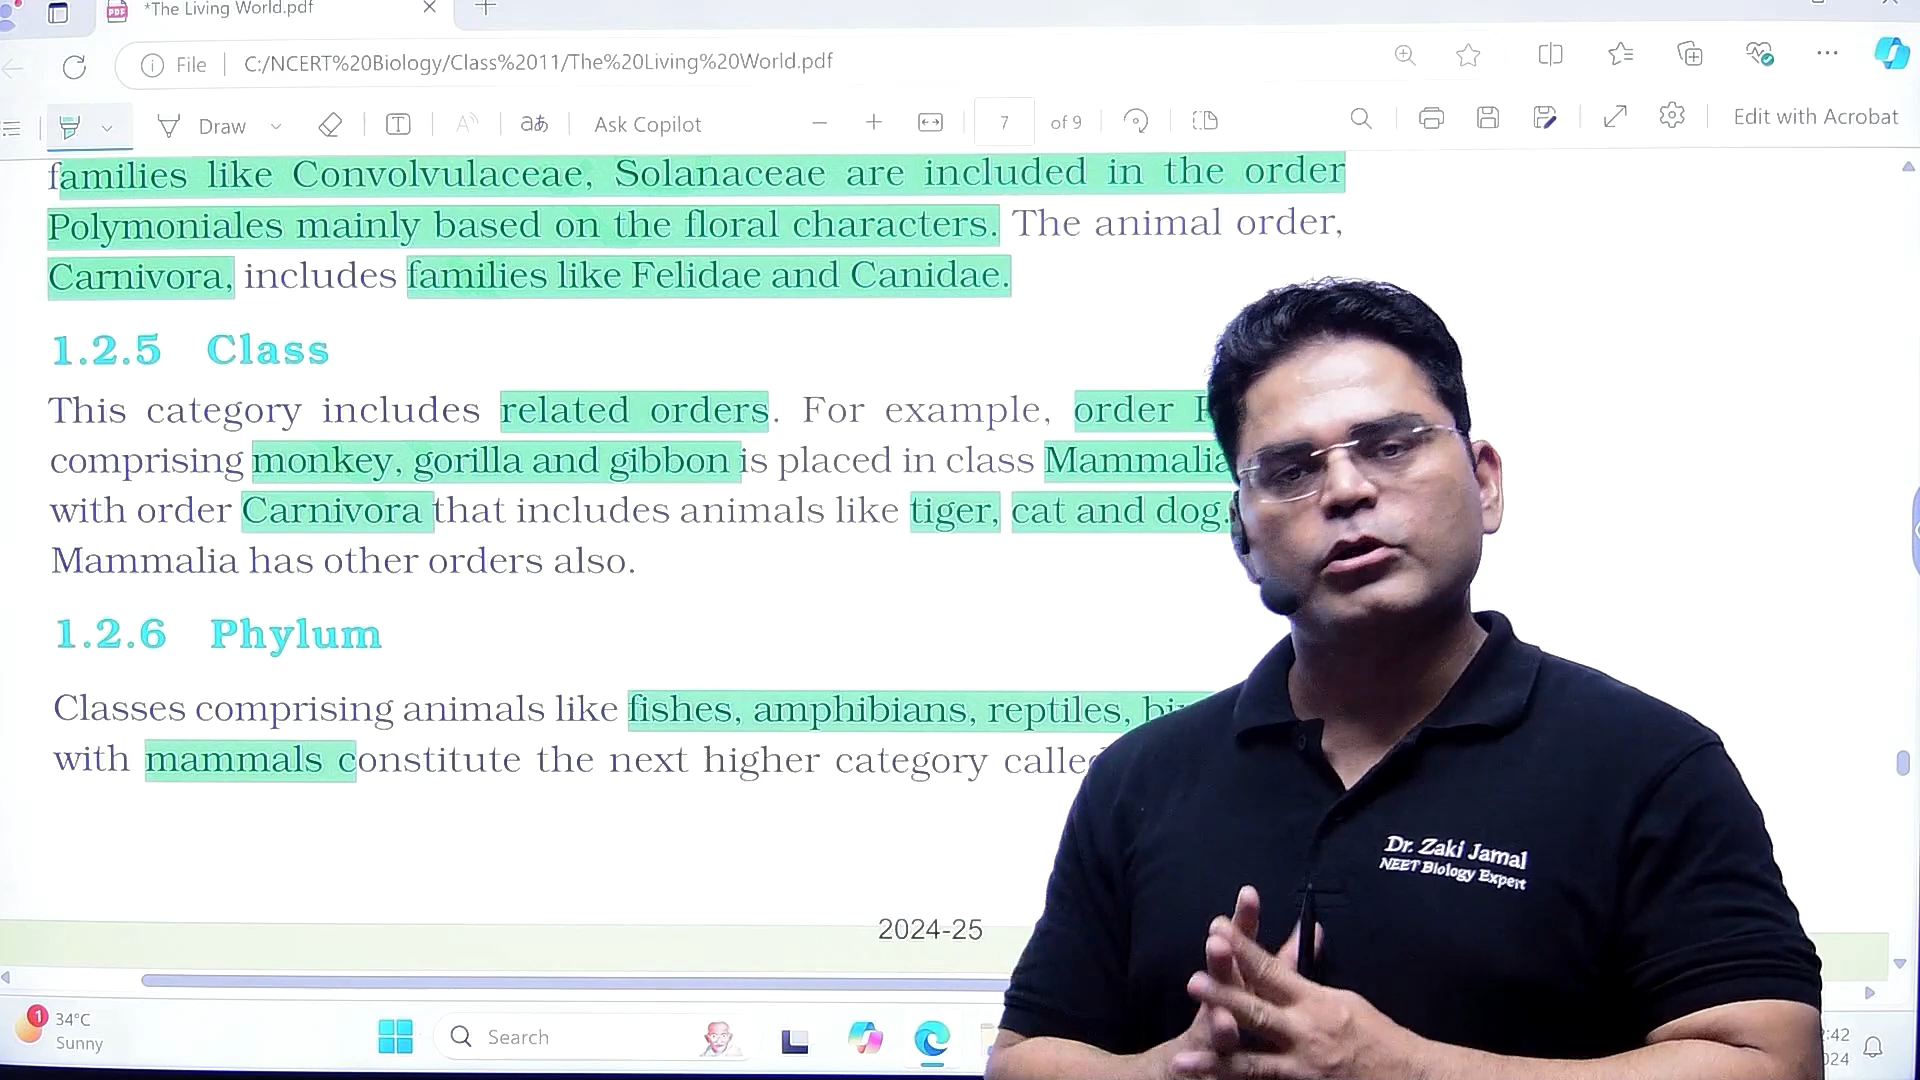 *The Living World.pdf
File
C:/NCERT%20Biology/Class%2011/The%20Living%20World.pdf
Draw
T
aあ
Ask Copilot
7
of 9
Edit with Acrobat
families like Convolvulaceae, Solanaceae are included in the order
Polymoniales mainly based on the floral characters. The animal order,
Carnivora, includes families like Felidae and Canidae.
1.2.5 Class
This category includes related orders. For example, order
comprising monkey, gorilla and gibbon is placed in class Mammalia
with order Carnivora that includes animals like tiger, cat and dog.
Mammalia has other orders also.
1.2.6 Phylum
Classes comprising animals like fishes, amphibians, reptiles,
with mammals constitute the next higher category called
2024-25
Dr. Zaki Jamal
NEET Biology Expert
1
34°C
Sunny
Search
:42
024